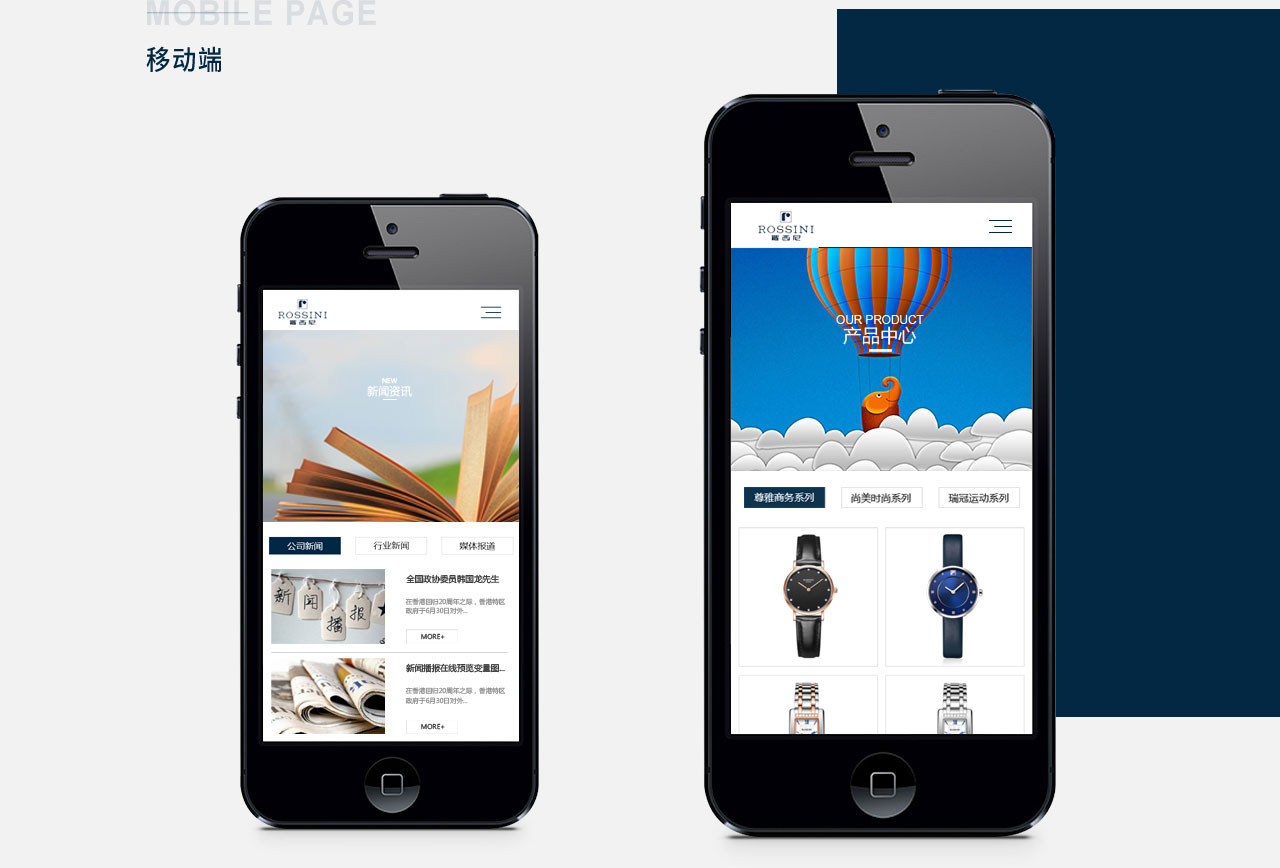 MOBILE PAGE
移动端
ROSSINI
罗西尼
NEW
新闻资讯
公司新闻
行业新闻
媒体报道
新
闻
播
报
全国政协委员韩国龙先生
在香港回归20周年之际，香港特区
政府于6月30日对外...
MORE+
新闻播报在线预览变量图...
在香港回归20周年之际，香港特区
政府于6月30日对外...
MORE+
ROSSINI
罗西尼
OUR PRODUCT
产品中心
尊雅商务系列
尚美时尚系列
瑞冠运动系列